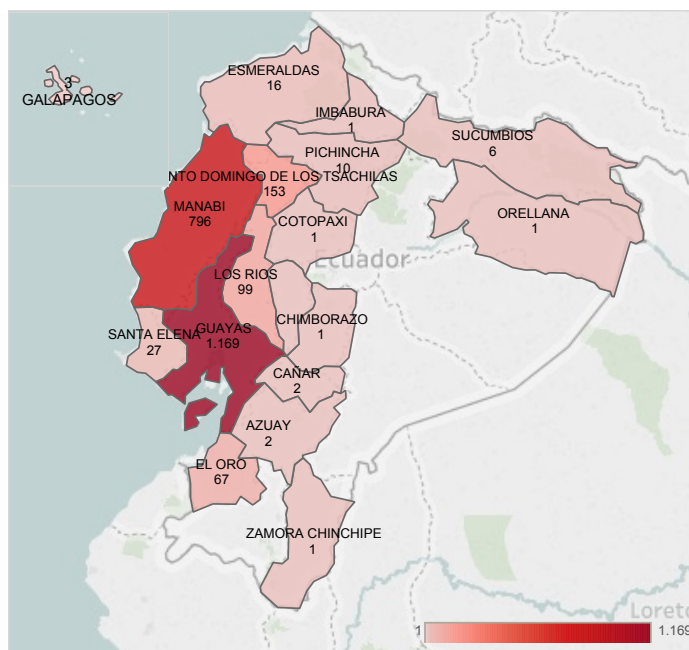 ESMERALDAS
16
3
GALAPAGOS
IMBABURA
1
SUCUMBIOS
6
PICHINCHA
10
NTO DOMINGO DE LOS TSACHILAS
153
MANABI
796
ORELLANA
1
COTOPAXI
1
Ecuador
LOS RIOS
99
GUAYAS
1.169
CHIMBORAZO
1
SANTA ELENA
27
CAÑAR
2
AZUAY
2
EL ORO
67
ZAMORA CHINCHIPE
1
Loreto
1
1.169